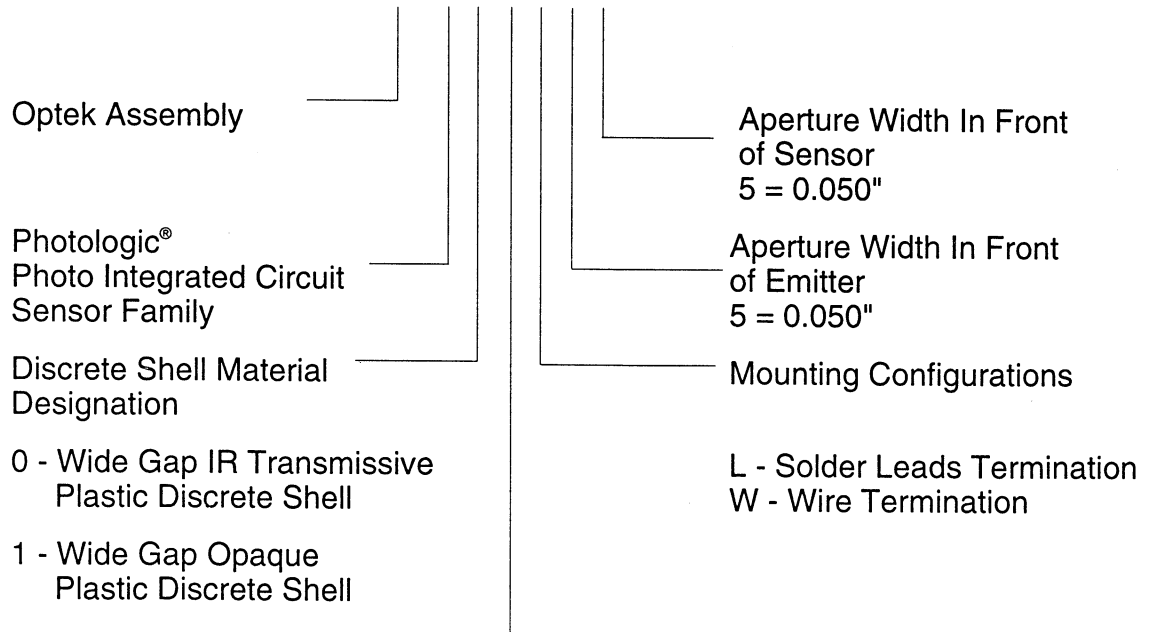 Optek Assembly
Photologic®
Photo Integrated Circuit
Sensor Family
Discrete Shell Material
Designation
0 - Wide Gap IR Transmissive
Plastic Discrete Shell
1 - Wide Gap Opaque
Plastic Discrete Shell
Aperture Width In Front
of Sensor
5 = 0.050"
Aperture Width In Front
of Emitter
5 = 0.050"
Mounting Configurations
L - Solder Leads Termination
W - Wire Termination